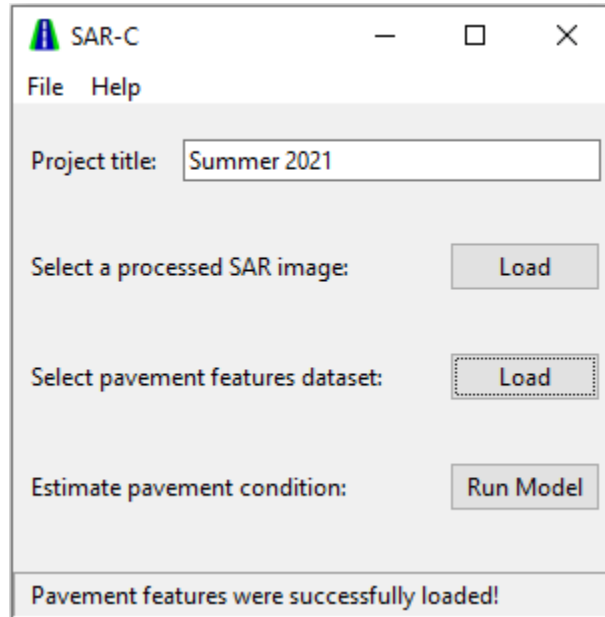 SAR-C
File Help
Project title: Summer 2021
Select a processed SAR image: Load
Select pavement features dataset: Load
Estimate pavement condition: Run Model
Pavement features were successfully loaded!